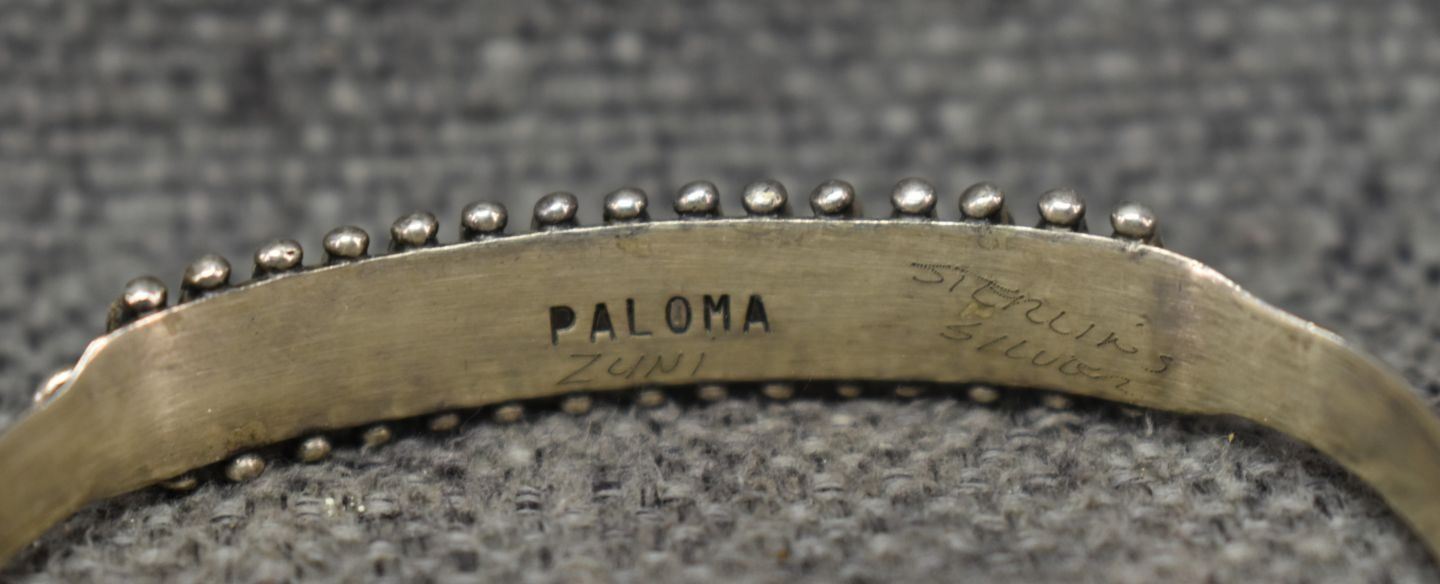 PALOMA
ZUNI
STERLING
SILVER